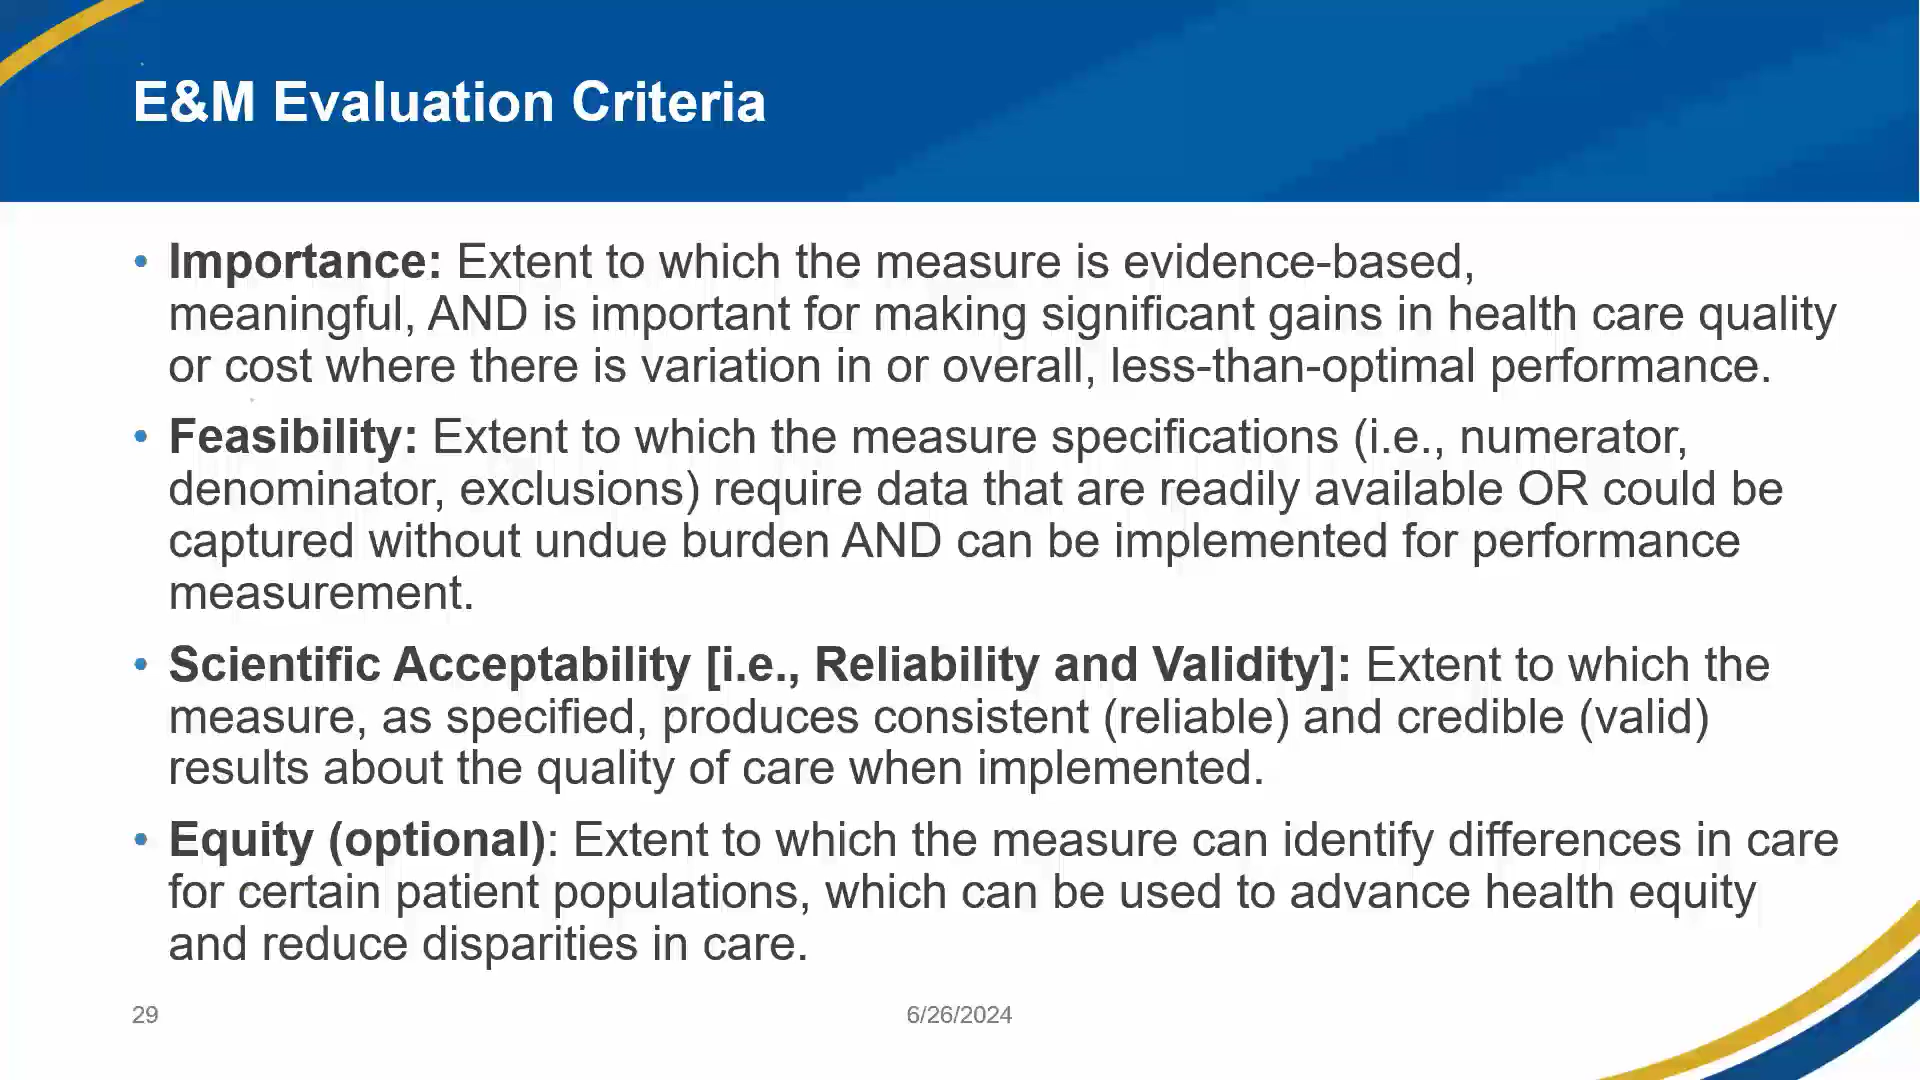 E&M Evaluation Criteria
• Importance: Extent to which the measure is evidence-based,
meaningful, AND is important for making significant gains in health care quality
or cost where there is variation in or overall, less-than-optimal performance.
• Feasibility: Extent to which the measure specifications (i.e., numerator,
denominator, exclusions) require data that are readily available OR could be
captured without undue burden AND can be implemented for performance
measurement.
• Scientific Acceptability [i.e., Reliability and Validity]: Extent to which the
measure, as specified, produces consistent (reliable) and credible (valid)
results about the quality of care when implemented.
• Equity (optional): Extent to which the measure can identify differences in care
for certain patient populations, which can be used to advance health equity
and reduce disparities in care.
29
6/26/2024